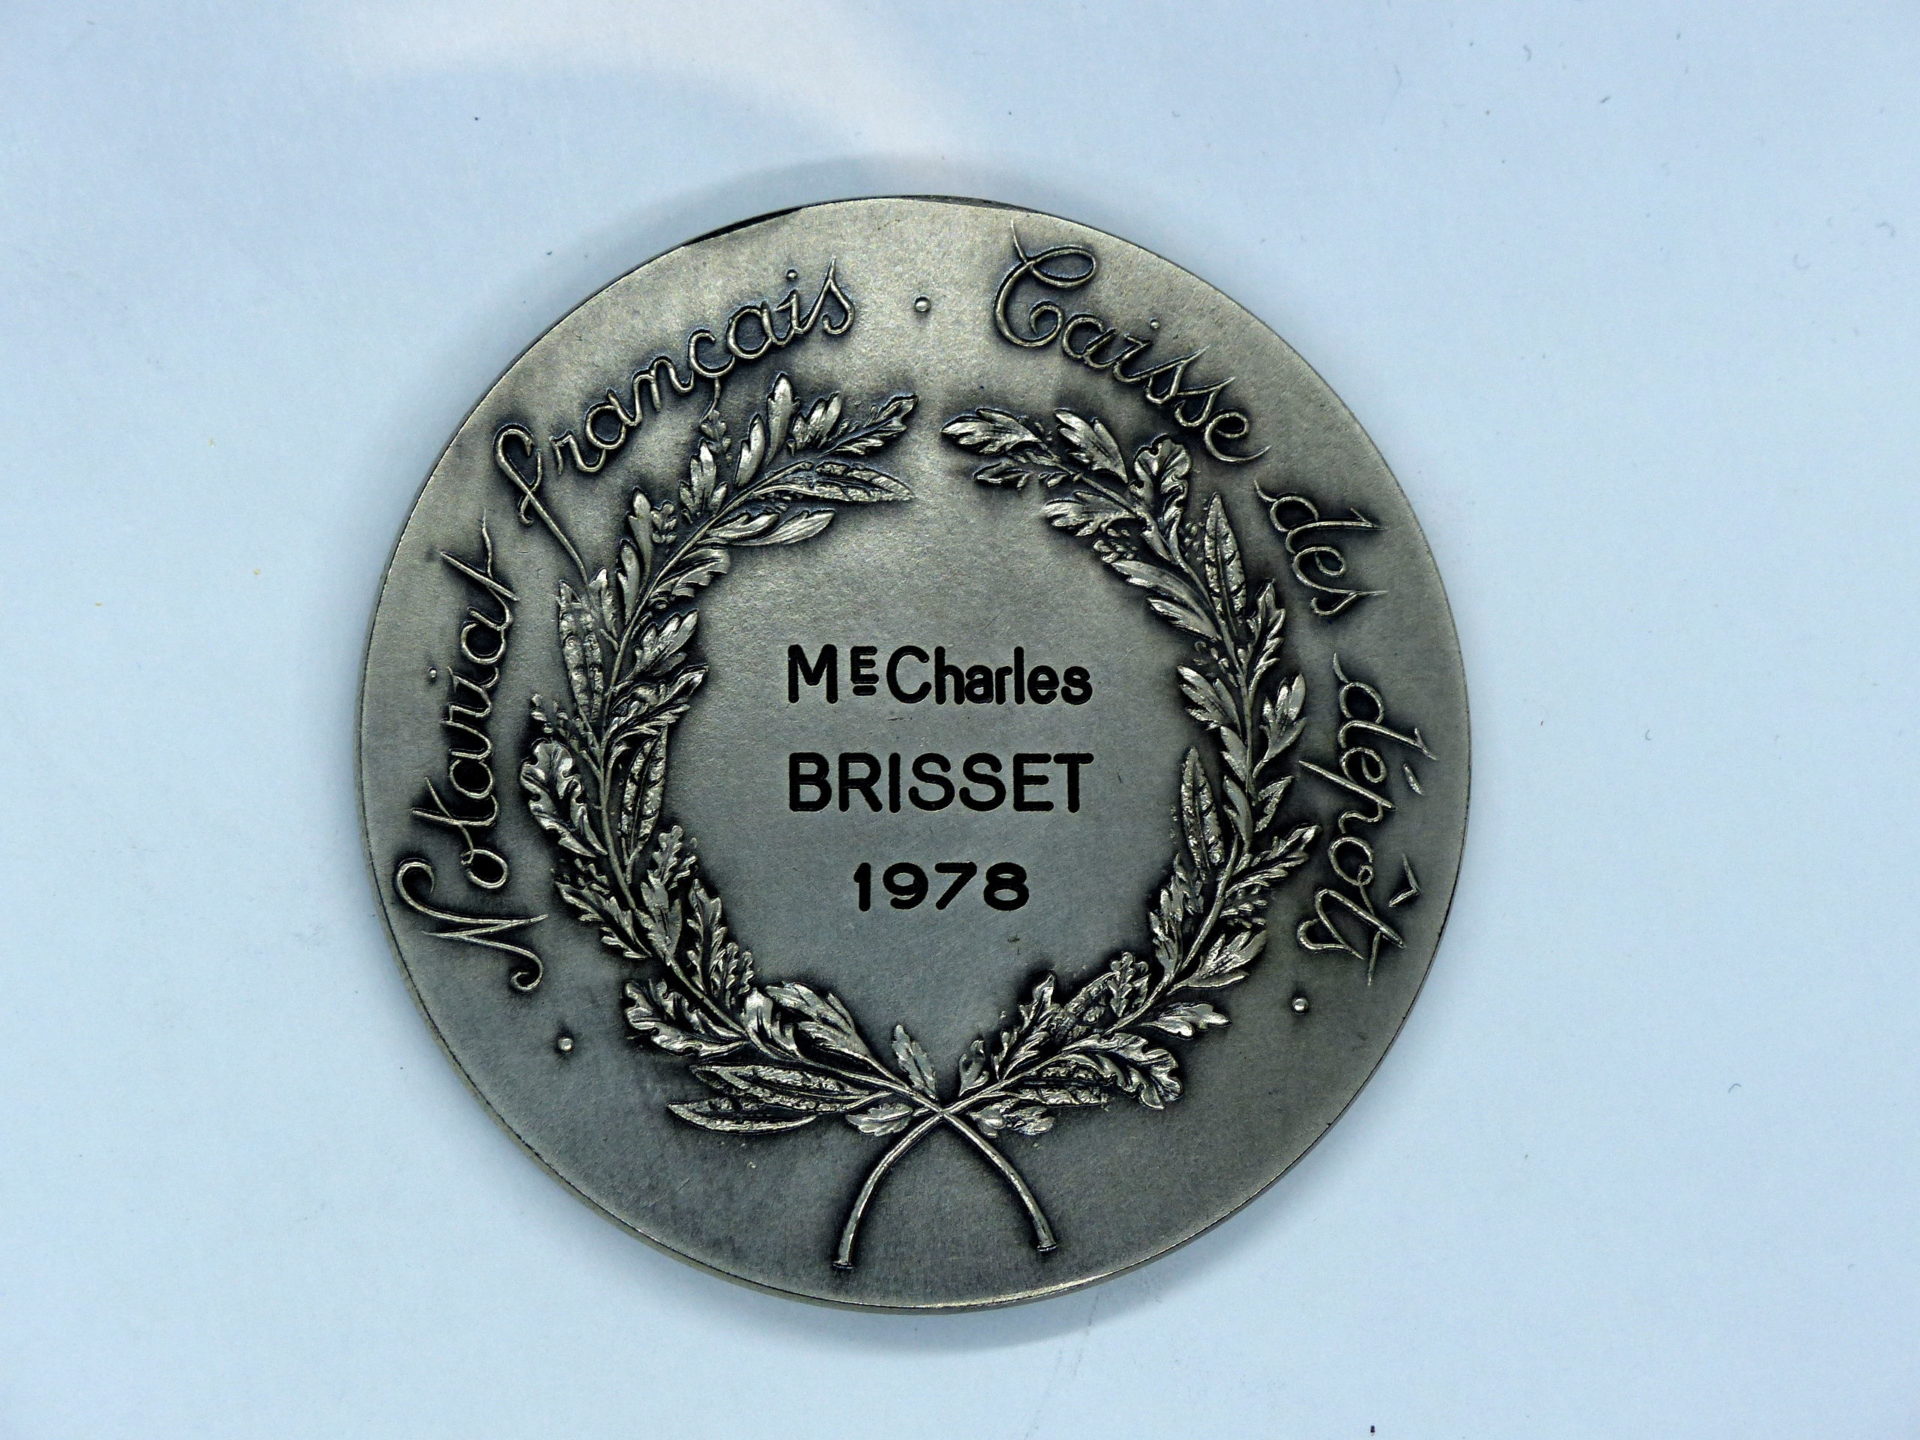 Notariat français · Caisse des dépôts
ME Charles
BRISSET
1978